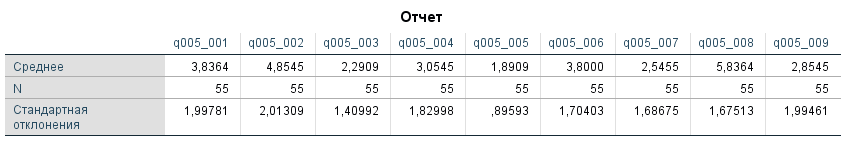 Отчет
q005_001 q005_002 q005_003 q005_004 q005_005 q005_006 q005_007 q005_008 q005_009
Среднее 3,8364 4,8545 2,2909 3,0545 1,8909 3,8000 2,5455 5,8364 2,8545
N 55 55 55 55 55 55 55 55 55
Стандартная 1,99781 2,01309 1,40992 1,82998 ,89593 1,70403 1,68675 1,67513 1,99461
отклонения